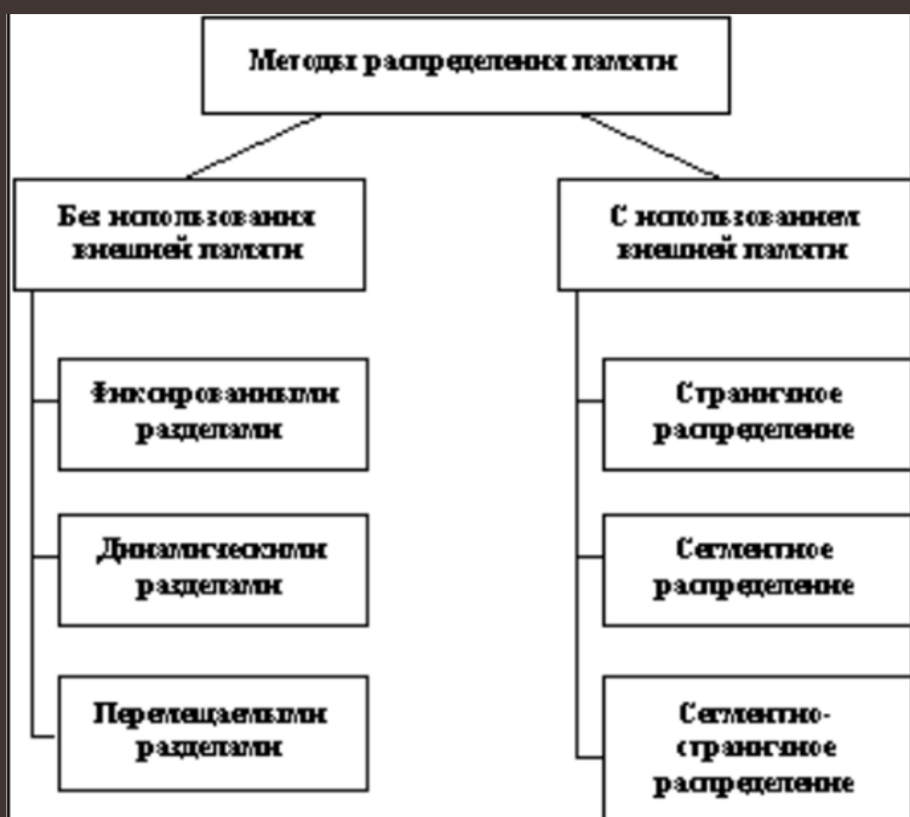 Методы распределения памяти
Без использования
внешней памяти
Фиксированными
разделами
Динамическими
разделами
Перемещаемыми
разделами
С использованием
внешней памяти
Страничное
распределение
Сегментное
распределение
Сегментно-
страничное
распределение